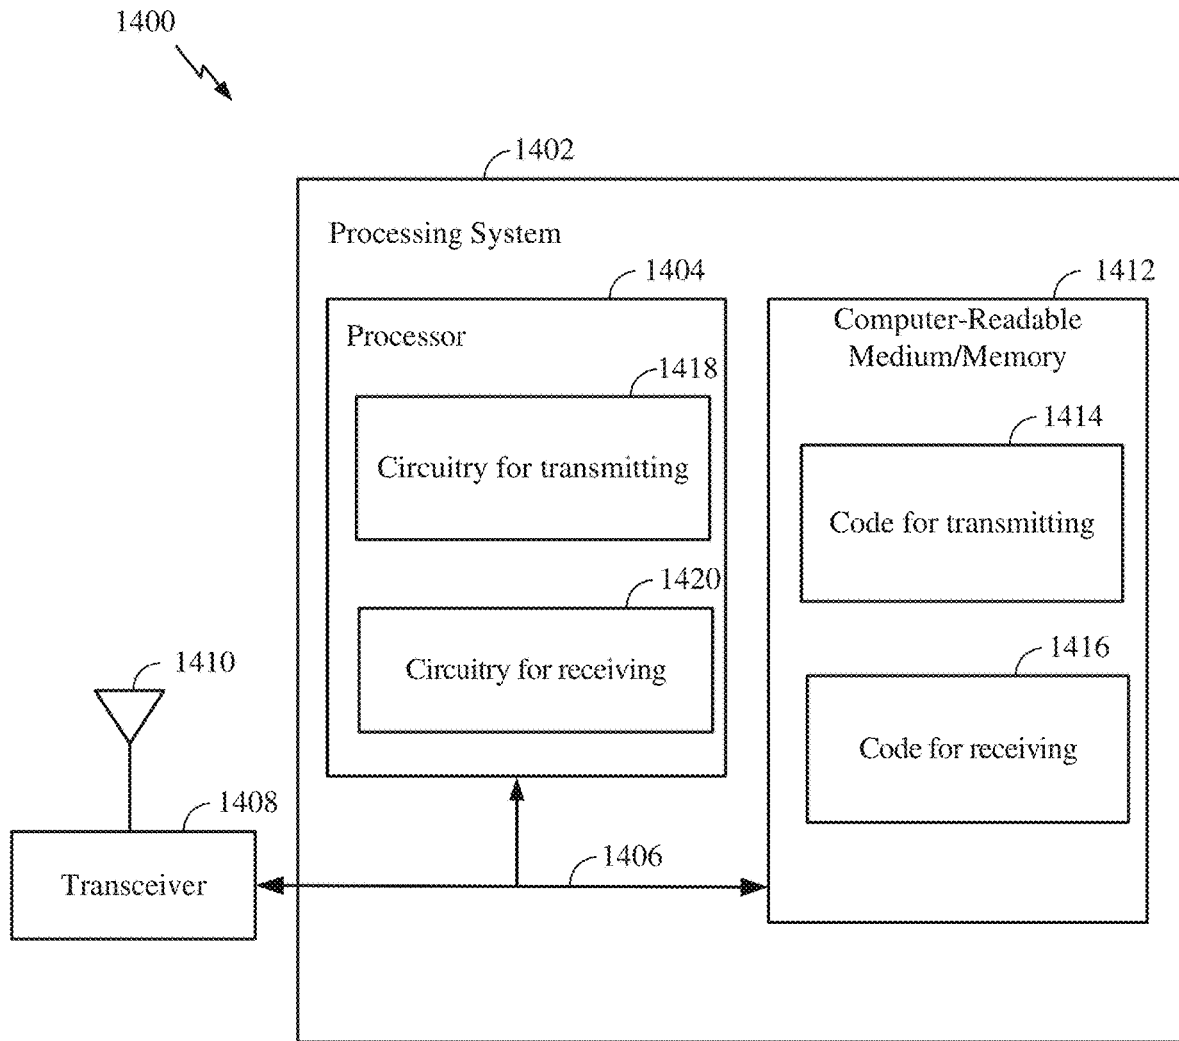 1400
1402
Processing System
1404
1412
Processor
Computer-Readable
Medium/Memory
1418
Circuitry for transmitting
1414
Code for transmitting
1420
Circuitry for receiving
1416
Code for receiving
1410
1408
Transceiver
1406